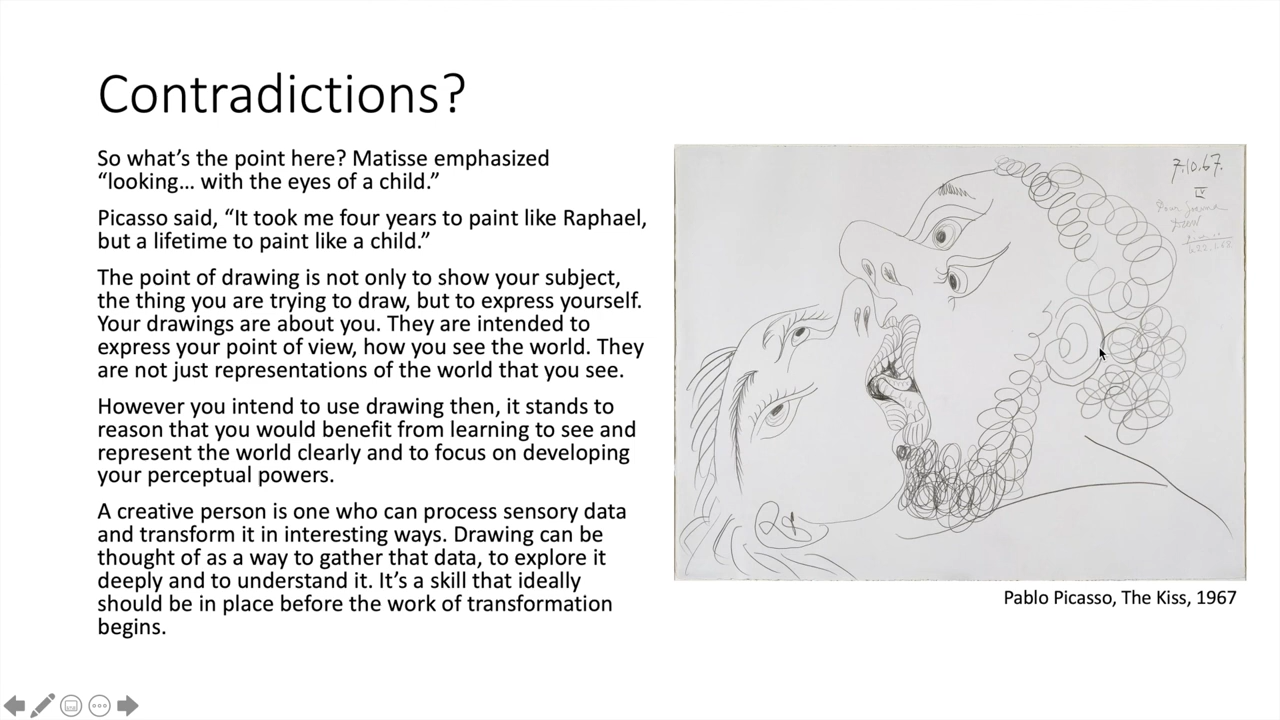 Contradictions?
So what’s the point here? Matisse emphasized
“looking… with the eyes of a child.”
Picasso said, “It took me four years to paint like Raphael,
but a lifetime to paint like a child.”
The point of drawing is not only to show your subject,
the thing you are trying to draw, but to express yourself.
Your drawings are about you. They are intended to
express your point of view, how you see the world. They
are not just representations of the world that you see.
However you intend to use drawing then, it stands to
reason that you would benefit from learning to see and
represent the world clearly and to focus on developing
your perceptual powers.
A creative person is one who can process sensory data
and transform it in interesting ways. Drawing can be
thought of as a way to gather that data, to explore it
deeply and to understand it. It’s a skill that ideally
should be in place before the work of transformation
begins.
7.10.67.
Pablo Picasso, The Kiss, 1967